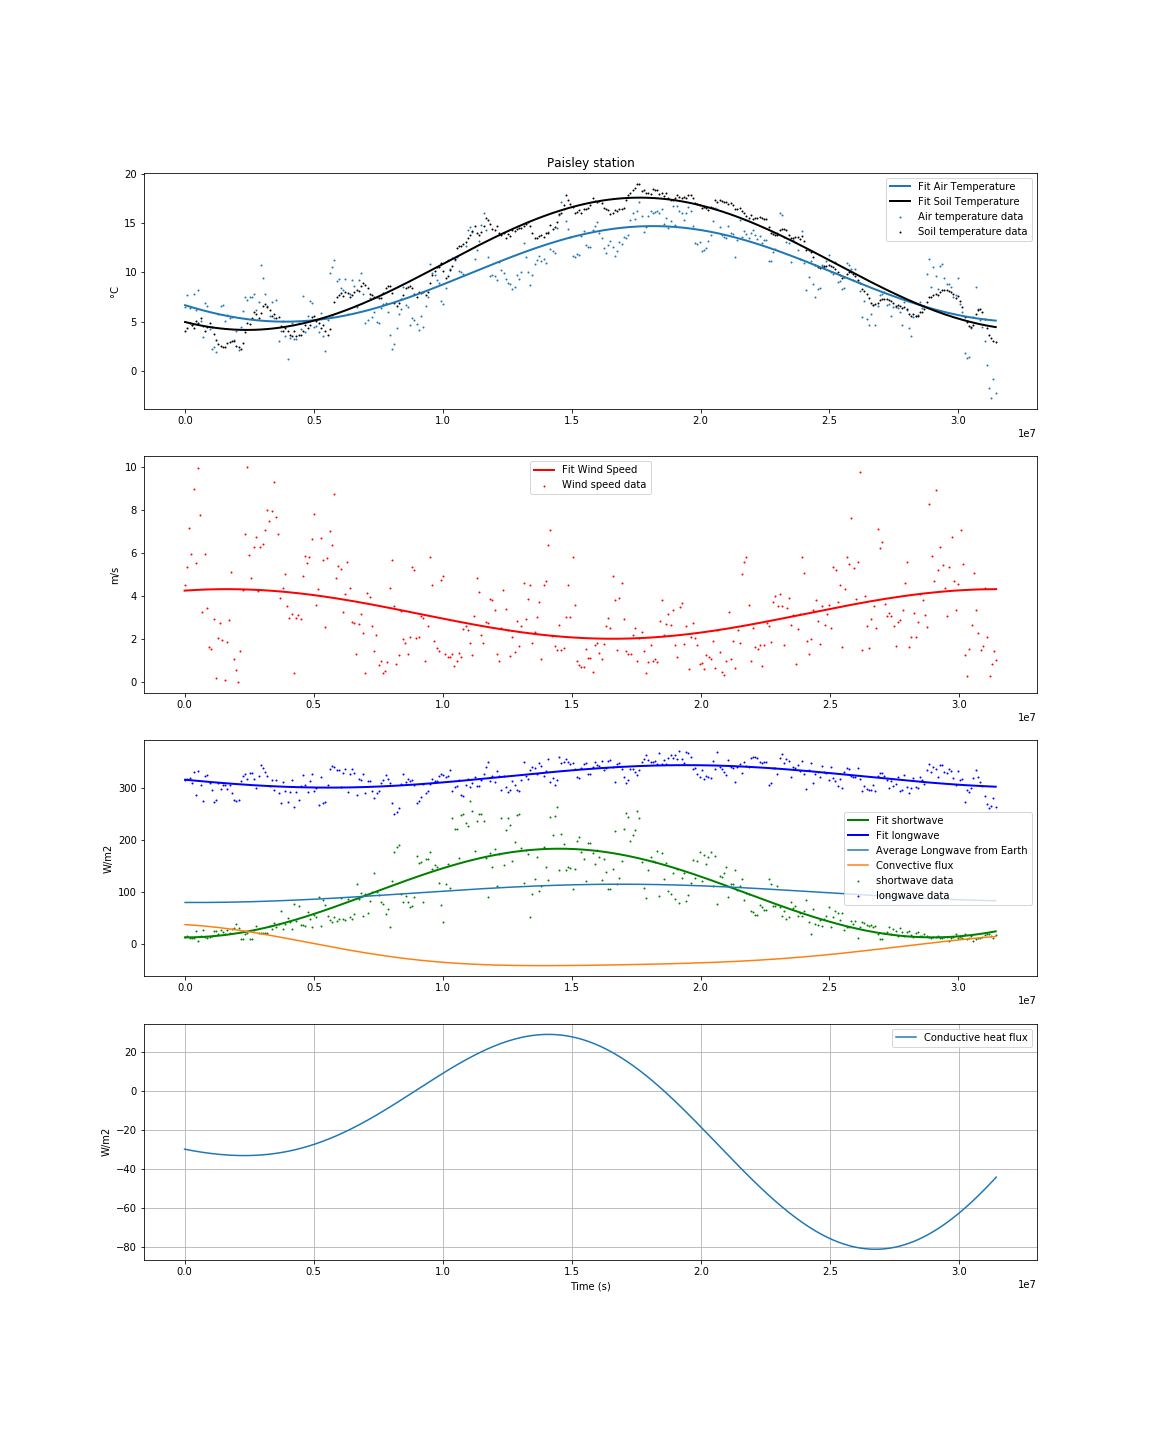 Paisley station
20
15
10
5
0
°C
Fit Air Temperature
Fit Soil Temperature
Air temperature data
Soil temperature data
0.0 0.5 1.0 1.5 2.0 2.5 3.0
1e7
10
8
6
4
2
0
m/s
Fit Wind Speed
Wind speed data
0.0 0.5 1.0 1.5 2.0 2.5 3.0
1e7
300
200
100
0
W/m2
Fit shortwave
Fit longwave
Average Longwave from Earth
Convective flux
shortwave data
longwave data
0.0 0.5 1.0 1.5 2.0 2.5 3.0
1e7
20
0
−20
−40
−60
−80
W/m2
Conductive heat flux
0.0 0.5 1.0 1.5 2.0 2.5 3.0
Time (s)
1e7